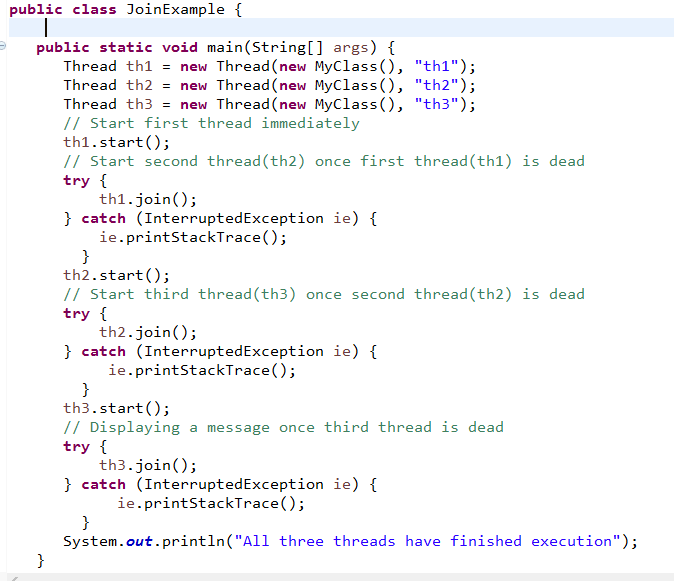 public class JoinExample {
public static void main(String[] args) {
Thread th1 = new Thread(new MyClass(), "th1");
Thread th2 = new Thread(new MyClass(), "th2");
Thread th3 = new Thread(new MyClass(), "th3");
// Start first thread immediately
th1.start();
// Start second thread(th2) once first thread(th1) is dead
try {
th1.join();
} catch (InterruptedException ie) {
ie.printStackTrace();
}
th2.start();
// Start third thread(th3) once second thread(th2) is dead
try {
th2.join();
} catch (InterruptedException ie) {
ie.printStackTrace();
}
th3.start();
// Displaying a message once third thread is dead
try {
th3.join();
} catch (InterruptedException ie) {
ie.printStackTrace();
}
System.out.println("All three threads have finished execution");
}